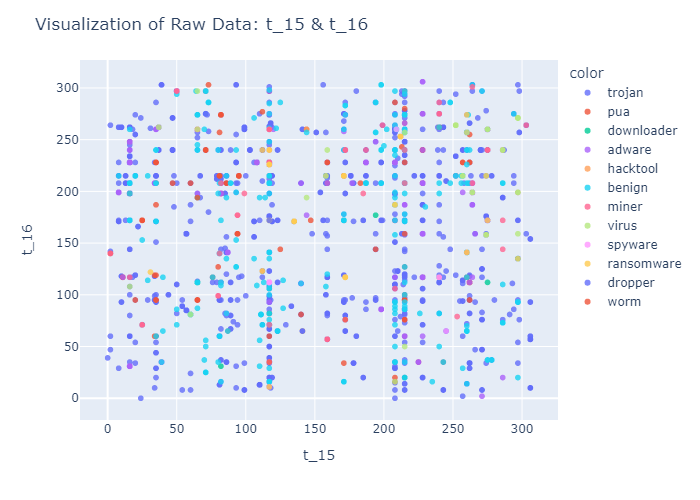 Visualization of Raw Data: t_15 & t_16
color
trojan
pua
downloader
adware
hacktool
benign
miner
virus
spyware
ransomware
dropper
worm
t_16
300
250
200
150
100
50
0
0 50 100 150 200 250 300
t_15